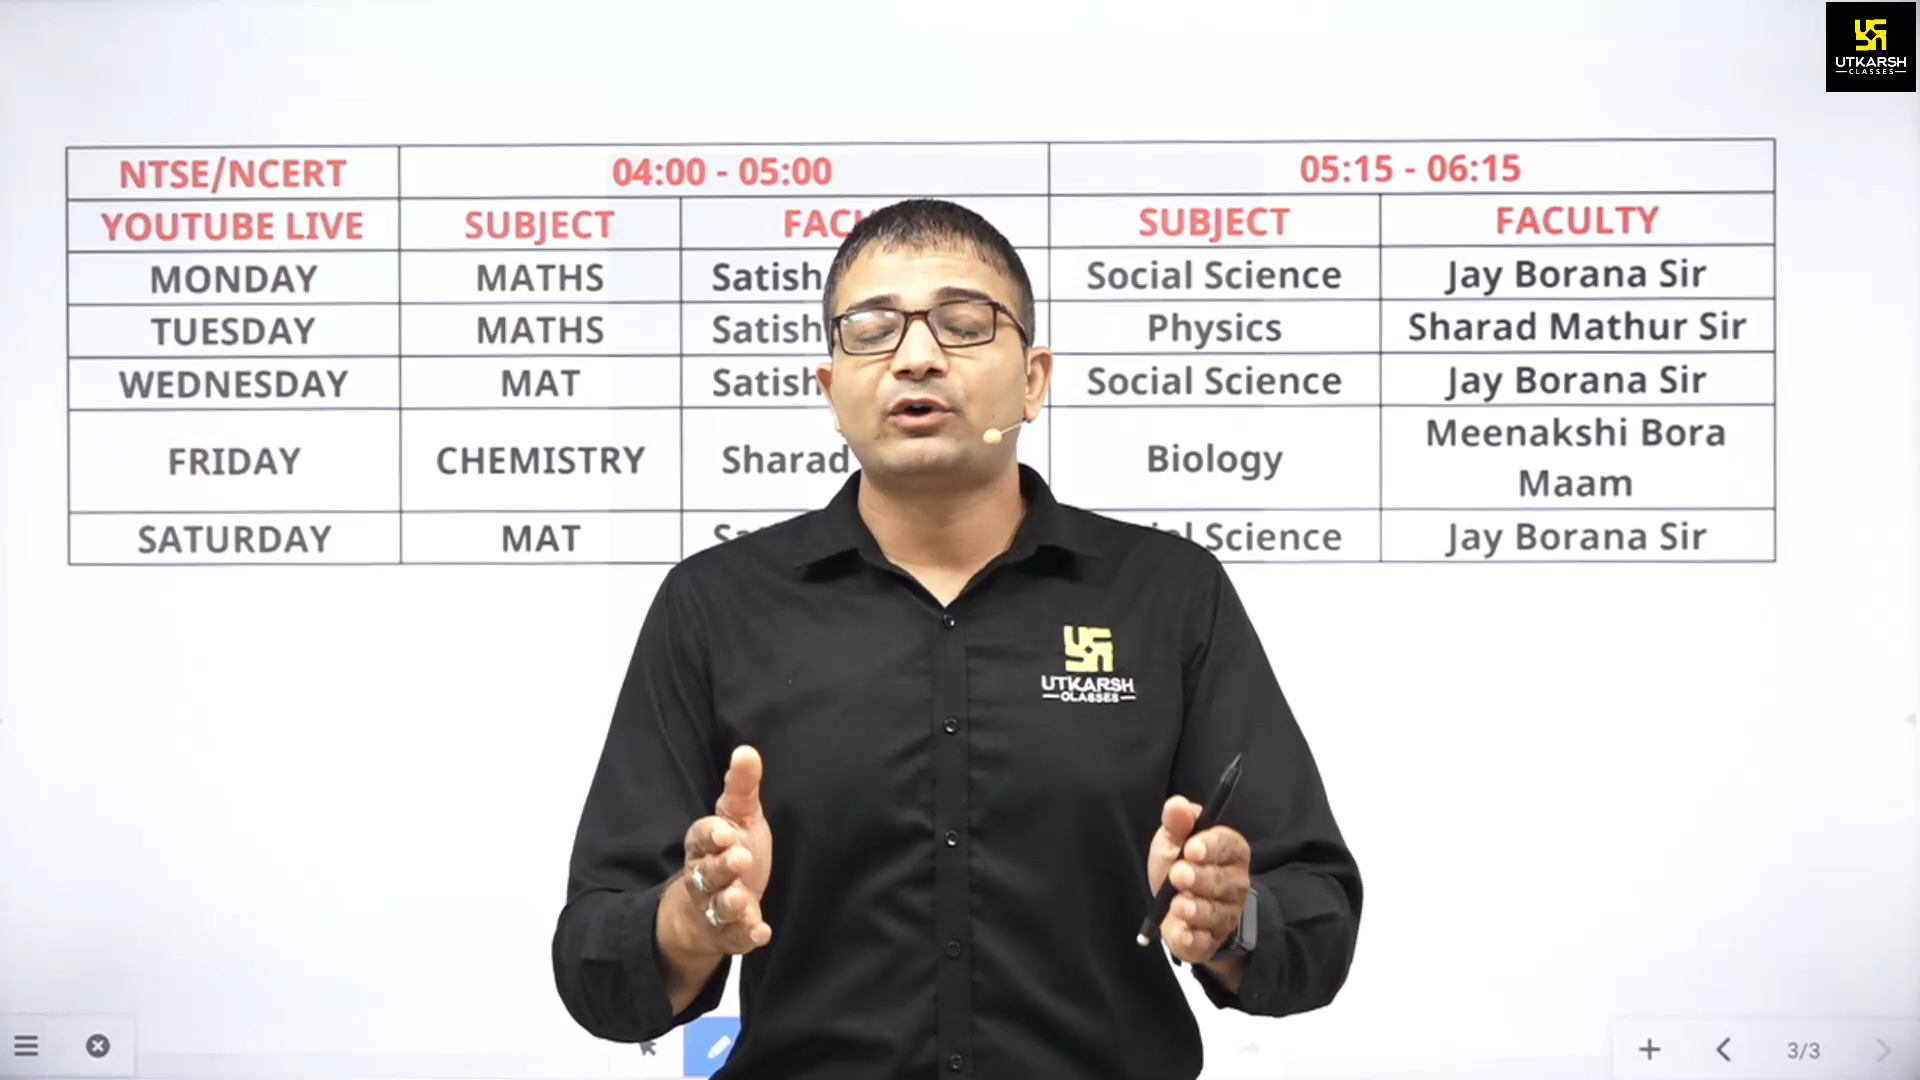 UTKARSH
CLASSES
NTSE/NCERT 04:00 - 05:00 05:15 - 06:15
YOUTUBE LIVE SUBJECT SUBJECT FACULTY
MONDAY MATHS Satish Social Science Jay Borana Sir
TUESDAY MATHS Satish Physics Sharad Mathur Sir
WEDNESDAY MAT Satish Social Science Jay Borana Sir
FRIDAY CHEMISTRY Sharad Biology Meenakshi Bora
Maam
SATURDAY MAT Science Jay Borana Sir
UTKARSH
CLASSES
3/3